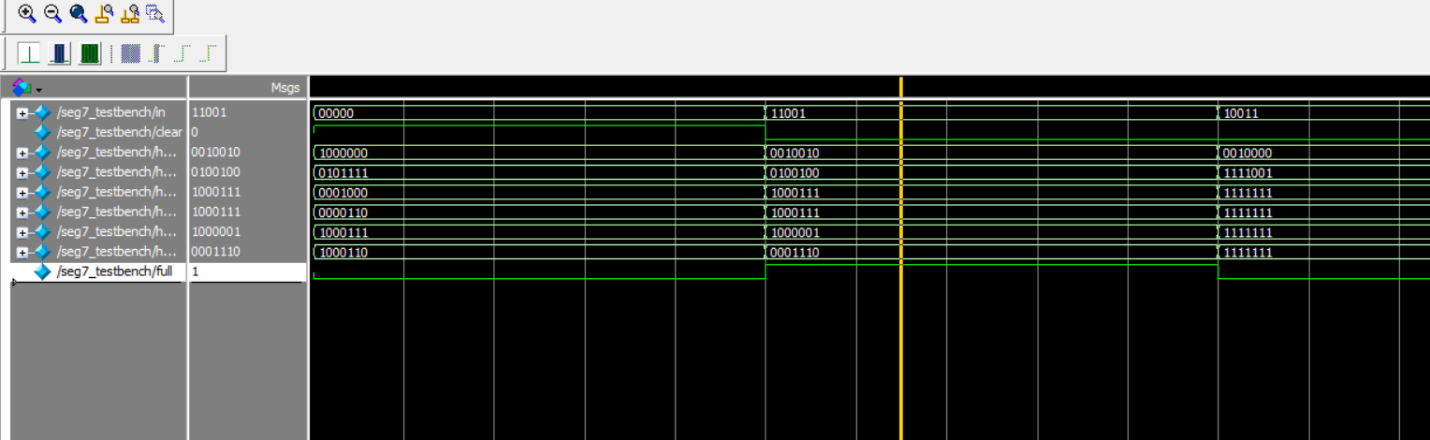 Msgs
/seg7_testbench/in 11001 00000 11001 10011
/seg7_testbench/clear 0
/seg7_testbench/h... 0010010 1000000 0010010 0010000
/seg7_testbench/h... 0100100 0101111 0100100 1111001
/seg7_testbench/h... 1000111 0001000 1000111 1111111
/seg7_testbench/h... 1000111 0000110 1000111 1111111
/seg7_testbench/h... 1000001 1000111 1000001 1111111
/seg7_testbench/h... 0001110 1000110 0001110 1111111
/seg7_testbench/full 1